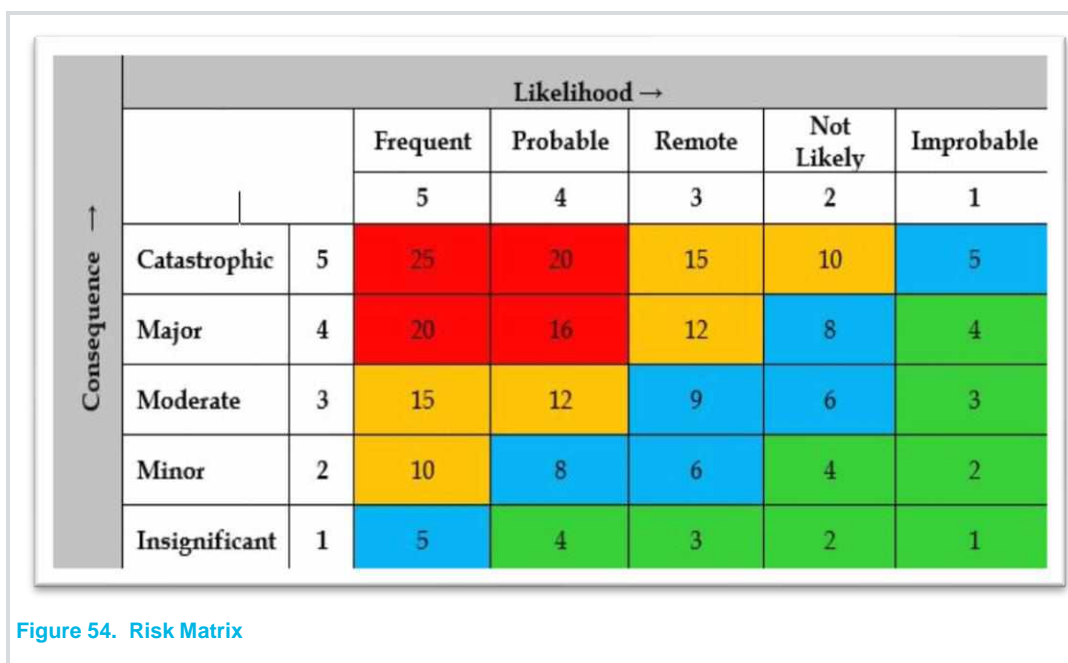 Likelihood →
Frequent Probable Remote Not Likely Improbable
5 4 3 2 1
Consequence →
Catastrophic 5 25 20 15 10 5
Major 4 20 16 12 8 4
Moderate 3 15 12 9 6 3
Minor 2 10 8 6 4 2
Insignificant 1 5 4 3 2 1
Figure 54. Risk Matrix